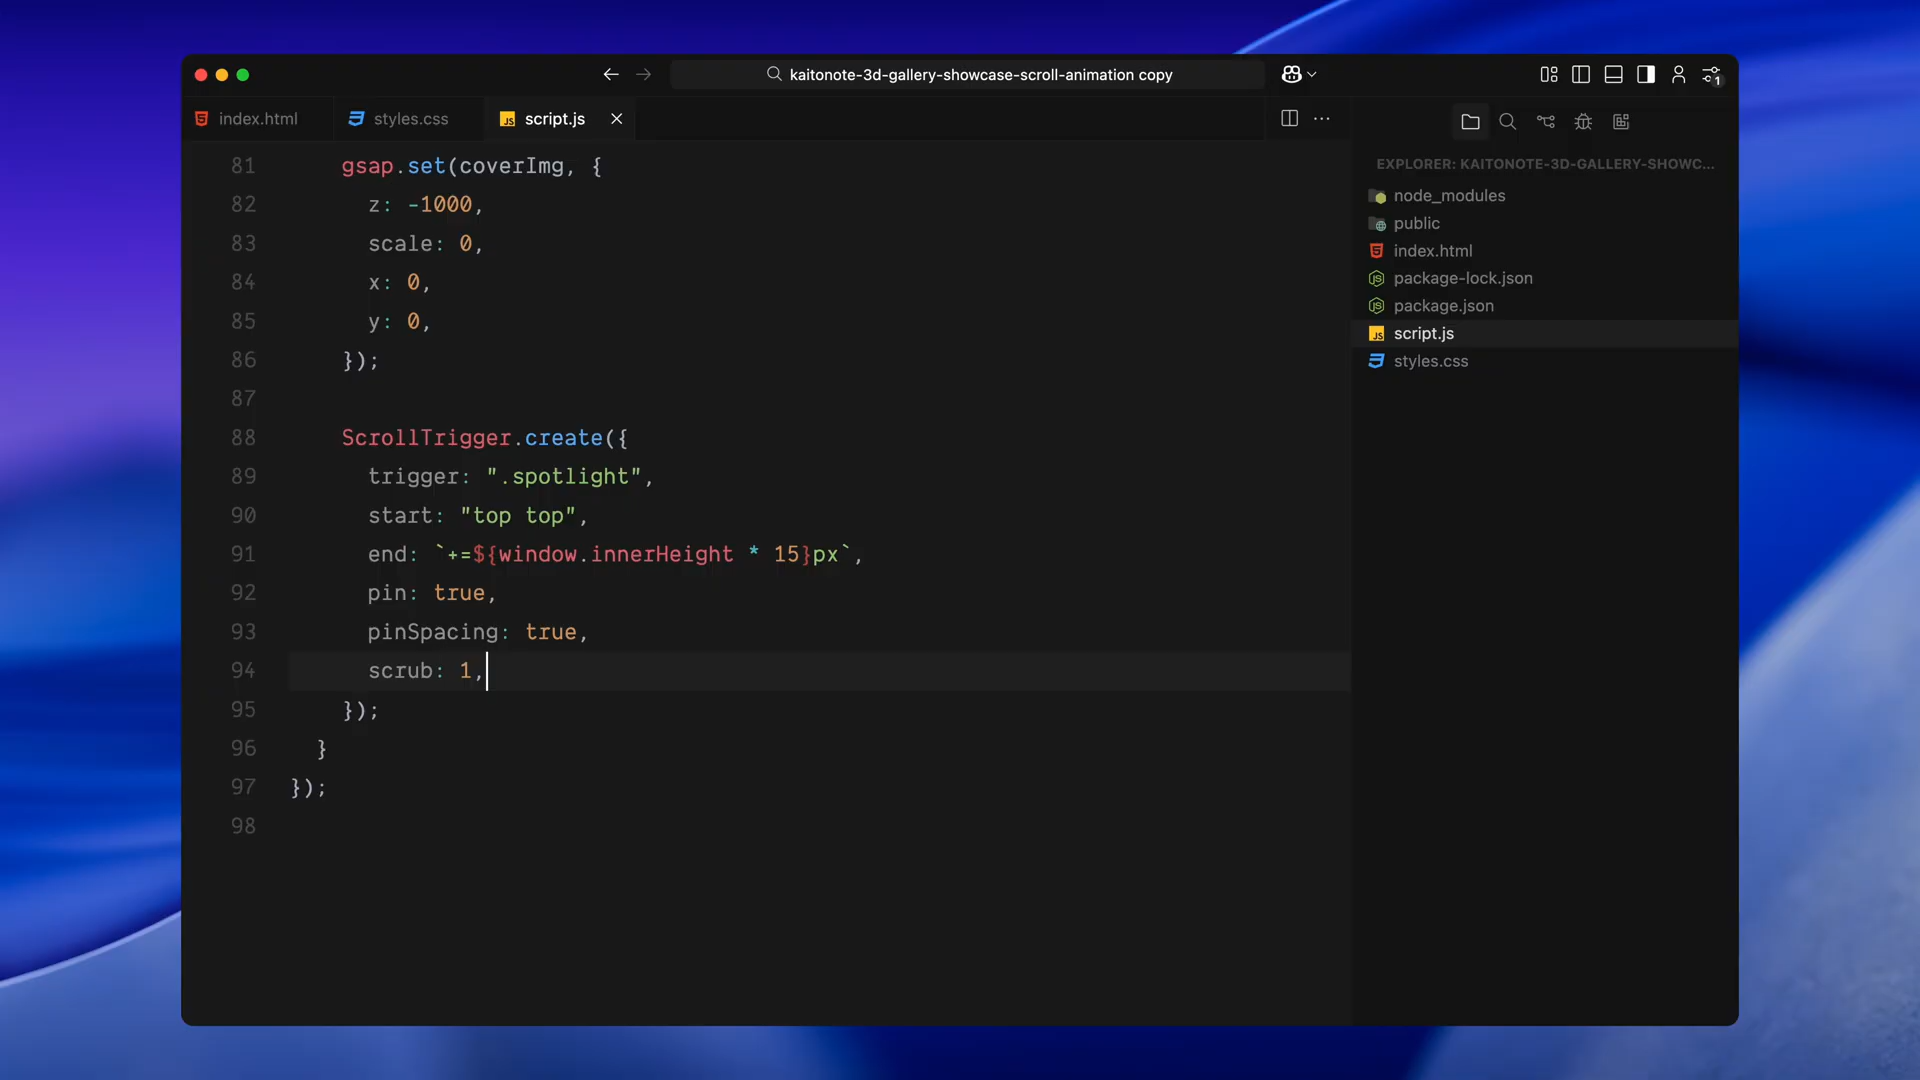 kaitonote-3d-gallery-showcase-scroll-animation copy
1
index.html
styles.css
JS script.js
81 gsap.set(coverImg, {
82 z: -1000,
83 scale: 0,
84 x: 0,
85 y: 0,
86 });
87
88 ScrollTrigger.create({
89 trigger: ".spotlight",
90 start: "top top",
91 end: `+=${window.innerHeight * 15}px`,
92 pin: true,
93 pinSpacing: true,
94 scrub: 1,
95 });
96 }
97 });
98
EXPLORER: KAITONOTE-3D-GALLERY-SHOWC...
node_modules
public
index.html
package-lock.json
package.json
JS script.js
styles.css